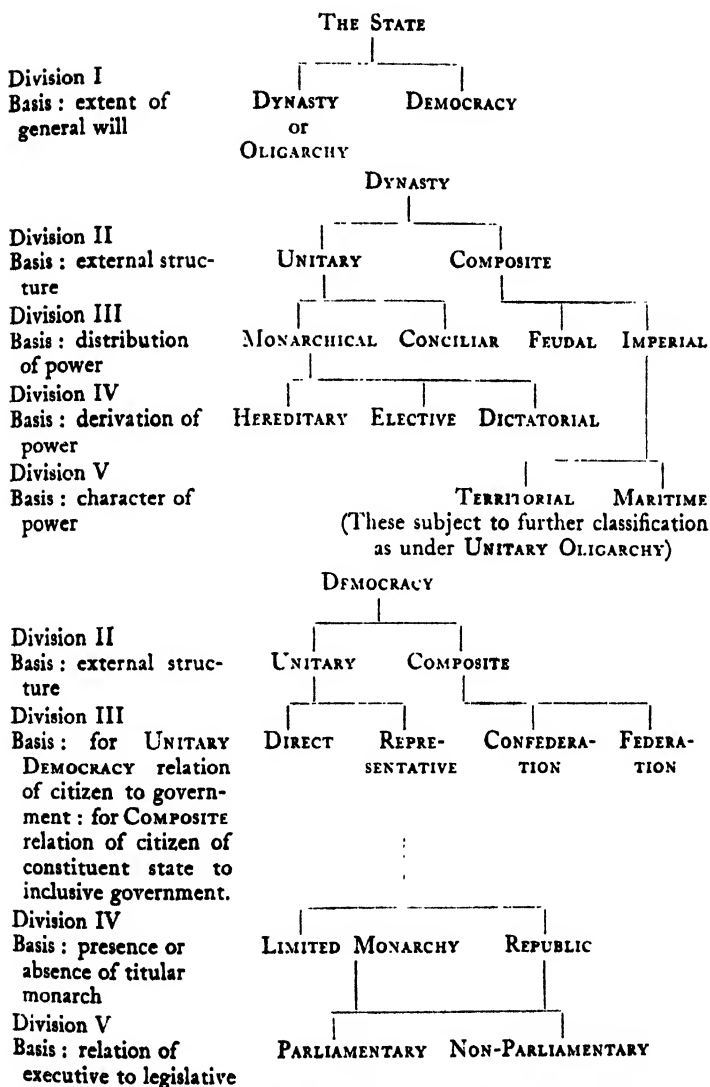 THE STATE
Division I
Basis : extent of
general will
DYNASTY
or
OLIGARCHY
DEMOCRACY
DYNASTY
Division II
Basis : external struc-
ture
UNITARY COMPOSITE
Division III
Basis : distribution
of power
MONARCHICAL CONCILIAR FEUDAL IMPERIAL
Division IV
Basis : derivation of
power
HEREDITARY ELECTIVE DICTATORIAL
Division V
Basis : character of
power
TERRITORIAL MARITIME
(These subject to further classification
as under UNITARY OLIGARCHY)
DEMOCRACY
Division II
Basis : external struc-
ture
UNITARY COMPOSITE
Division III
Basis : for UNITARY
DEMOCRACY relation
of citizen to govern-
ment : for COMPOSITE
relation of citizen of
constituent state to
inclusive government.
DIRECT
REPRE-
SENTATIVE
CONFEDERA-
TION
FEDERA-
TION
Division IV
Basis : presence or
absence of titular
monarch
LIMITED MONARCHY REPUBLIC
Division V
Basis : relation of
executive to legislative
PARLIAMENTARY NON-PARLIAMENTARY